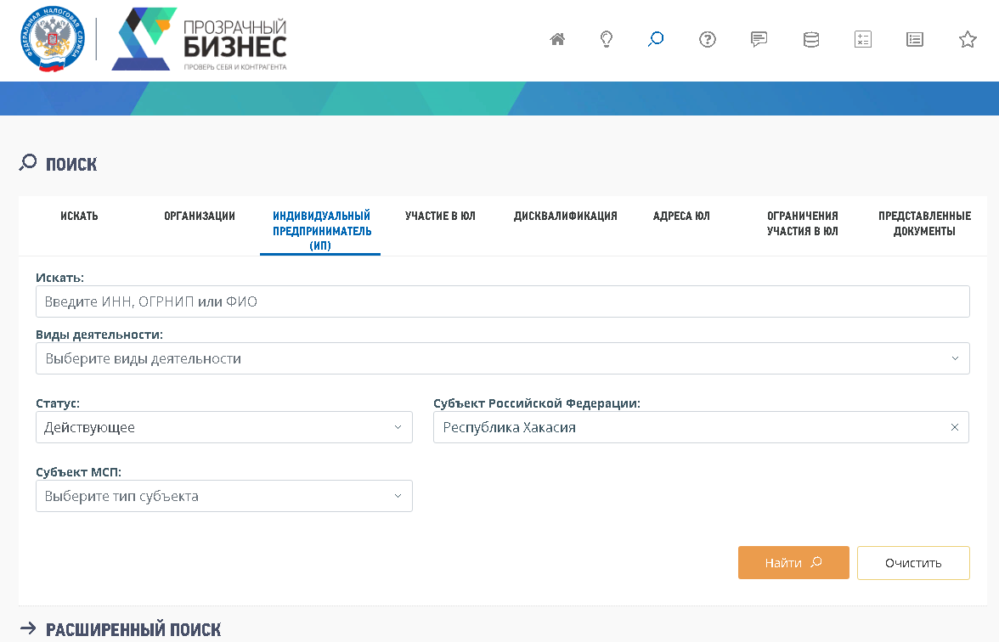 ФЕДЕРАЛЬНАЯ НАЛОГОВАЯ СЛУЖБА
ПРОЗРАЧНЫЙ
БИЗНЕС
ПРОВЕРЬ СЕБЯ И КОНТРАГЕНТА
ПОИСК
ИСКАТЬ
ОРГАНИЗАЦИИ
ИНДИВИДУАЛЬНЫЙ
ПРЕДПРИНИМАТЕЛЬ
(ИП)
УЧАСТИЕ В ЮЛ
ДИСКВАЛИФИКАЦИЯ
АДРЕСА ЮЛ
ОГРАНИЧЕНИЯ
УЧАСТИЯ В ЮЛ
ПРЕДСТАВЛЕННЫЕ
ДОКУМЕНТЫ
Искать:
Введите ИНН, ОГРНИП или ФИО
Виды деятельности:
Выберите виды деятельности
Статус:
Действующее
Субъект Российской Федерации:
Республика Хакасия
Субъект МСП:
Выберите тип субъекта
Найти
Очистить
РАСШИРЕННЫЙ ПОИСК